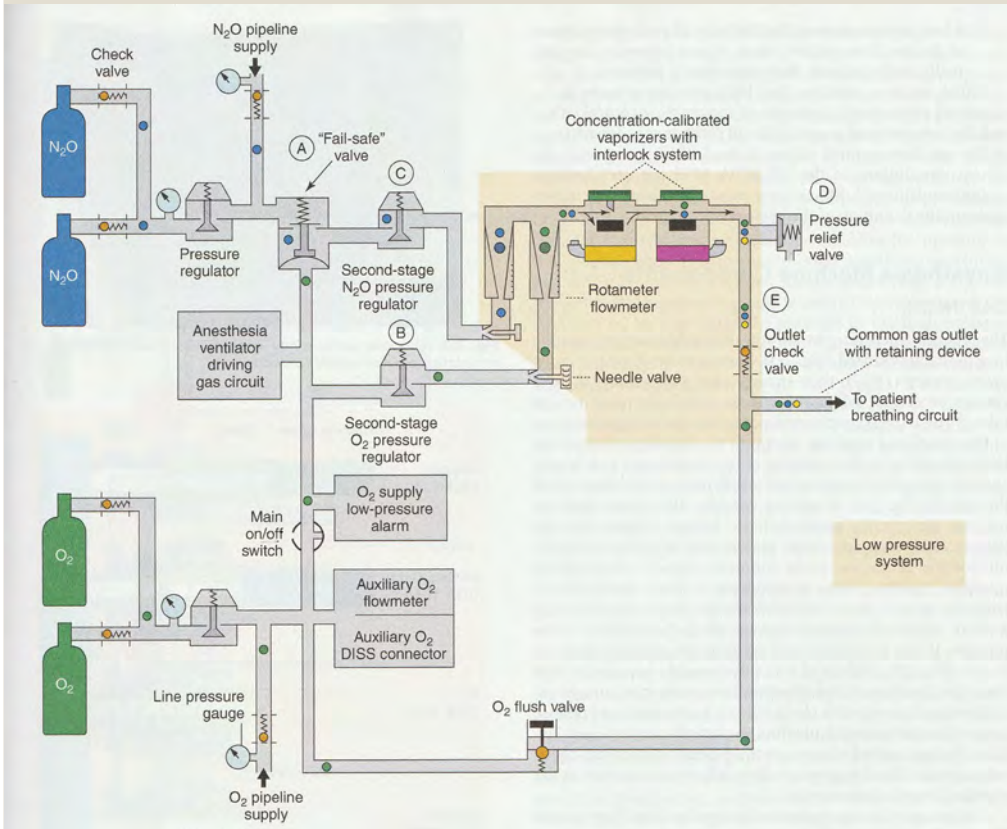 N₂O pipeline
supply
Check
valve
N₂O
N₂O
A
"Fail-safe"
valve
C
Pressure
regulator
Second-stage
N₂O pressure
regulator
Concentration-calibrated
vaporizers with
interlock system
D
Pressure
relief
valve
Rotameter
flowmeter
E
Outlet
check
valve
Common gas outlet
with retaining device
To patient
breathing circuit
Needle valve
Anesthesia
ventilator
driving
gas circuit
B
Second-stage
O₂ pressure
regulator
O₂ supply
low-pressure
alarm
Main
on/off
switch
Low pressure
system
Auxiliary O₂
flowmeter
Auxiliary O₂
DISS connector
O₂
O₂
Line pressure
gauge
O₂ flush valve
O₂ pipeline
supply